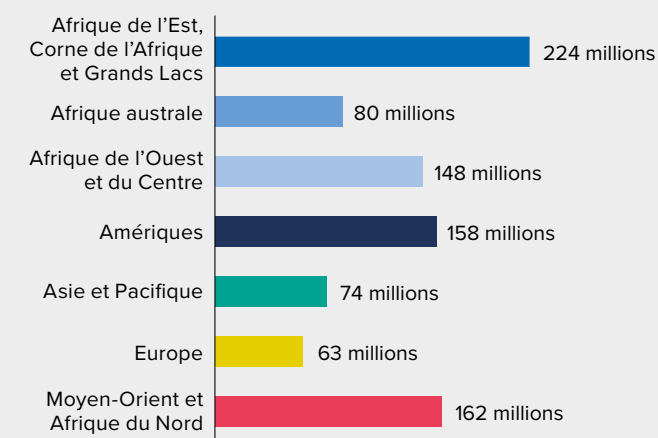 Afrique de l’Est,
Corne de l’Afrique
et Grands Lacs
224 millions
Afrique australe
80 millions
Afrique de l’Ouest
et du Centre
148 millions
Amériques
158 millions
Asie et Pacifique
74 millions
Europe
63 millions
Moyen-Orient et
Afrique du Nord
162 millions